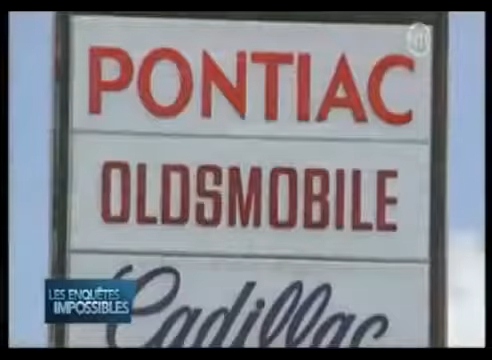 PONTIAC
OLDSMOBILE
Cadillac
LES ENQUÊTES
IMPOSSIBLES